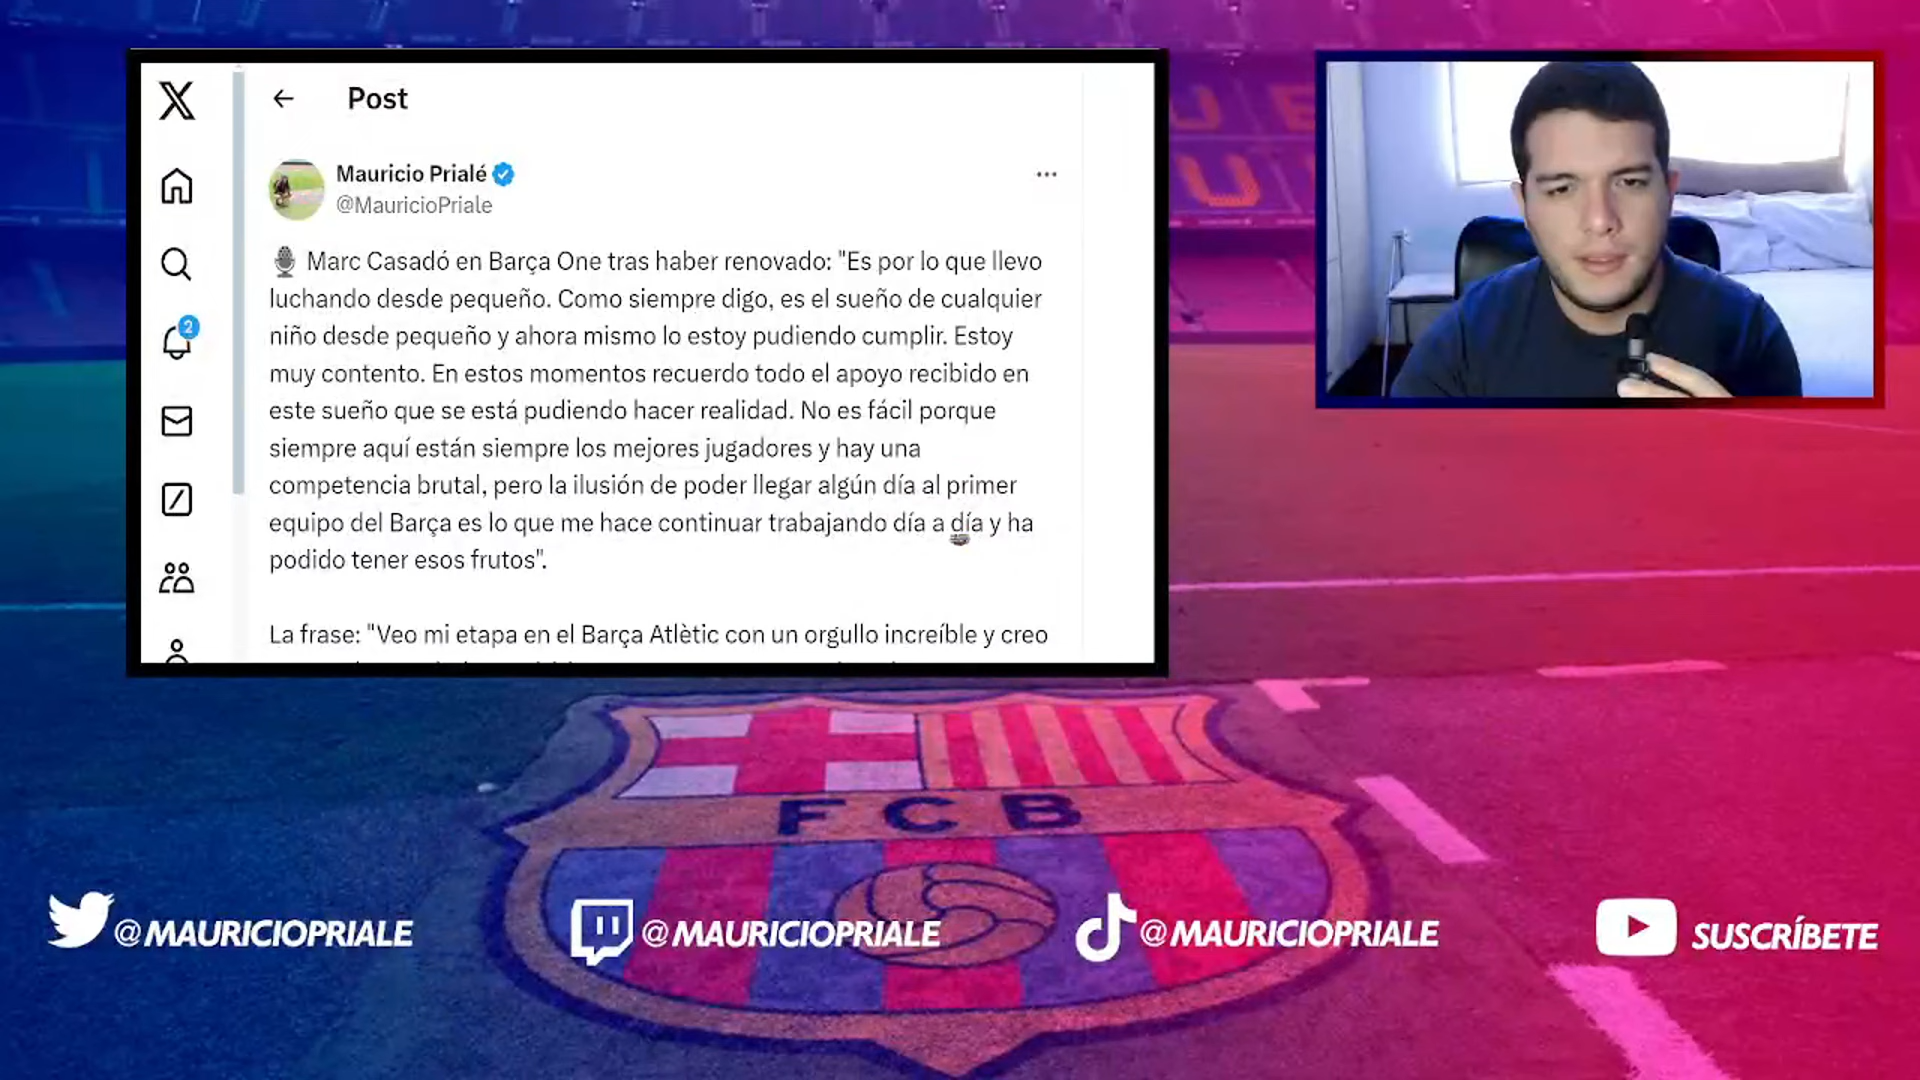 Post
Mauricio Prialé
@MauricioPriale
Marc Casadó en Barça One tras haber renovado: "Es por lo que llevo
luchando desde pequeño. Como siempre digo, es el sueño de cualquier
niño desde pequeño y ahora mismo lo estoy pudiendo cumplir. Estoy
muy contento. En estos momentos recuerdo todo el apoyo recibido en
este sueño que se está pudiendo hacer realidad. No es fácil porque
siempre aquí están siempre los mejores jugadores y hay una
competencia brutal, pero la ilusión de poder llegar algún día al primer
equipo del Barça es lo que me hace continuar trabajando día a día y ha
podido tener esos frutos".
La frase: "Veo mi etapa en el Barça Atlètic con un orgullo increíble y creo
2
FCB
@MAURICIOPRIALE
@MAURICIOPRIALE
@MAURICIOPRIALE
SUSCRÍBETE